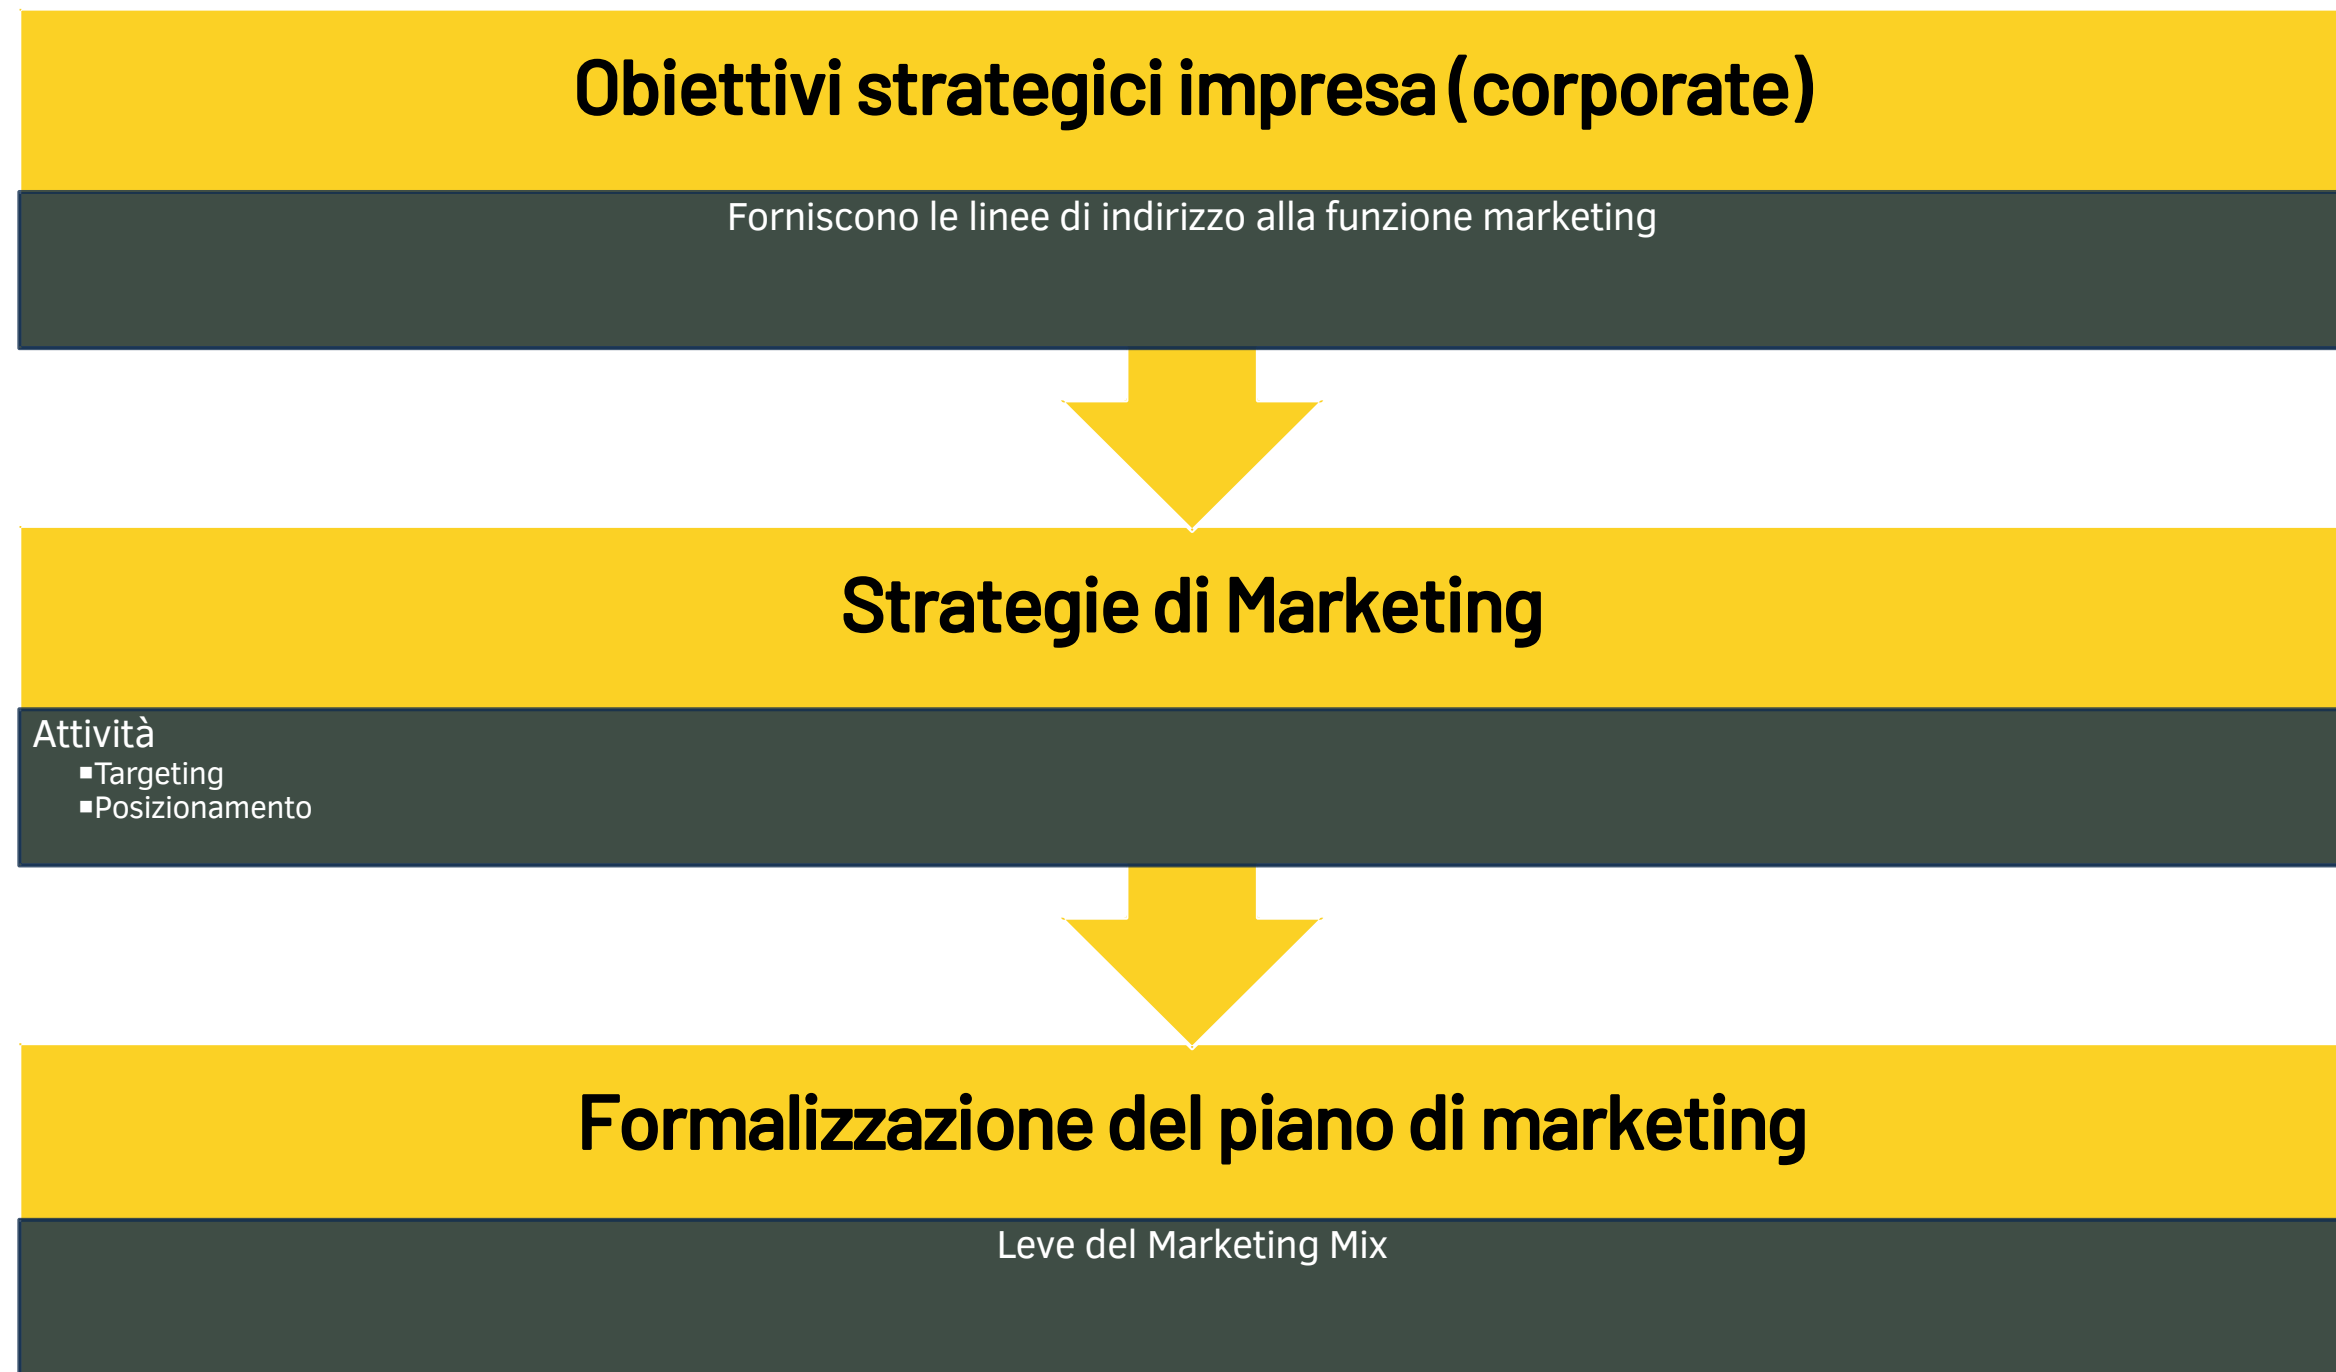 Obiettivi strategici impresa (corporate)
Forniscono le linee di indirizzo alla funzione marketing
Strategie di Marketing
Attività
▪Targeting
▪Posizionamento
Formalizzazione del piano di marketing
Leve del Marketing Mix